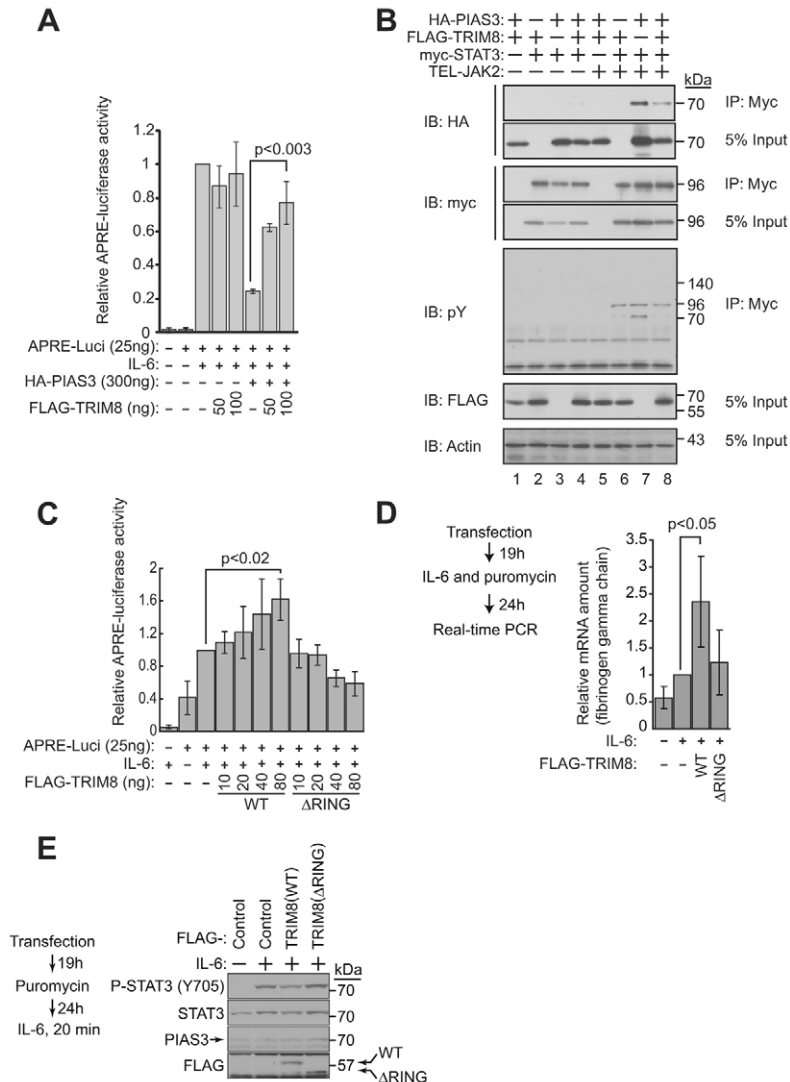 A
Relative APRE-luciferase activity
1.2
1
0.8
0.6
0.4
0.2
0
p<0.003
APRE-Luci (25ng): – + + + + + + +
IL-6: – – + + + + + +
HA-PIAS3 (300ng): – – – – – + + +
FLAG-TRIM8 (ng): – – – 50 100 – 50 100
B
HA-PIAS3: + – + + + – + +
FLAG-TRIM8: + + – + + + – +
myc-STAT3: – + + + – + + +
TEL-JAK2: – – – – + + + +
kDa
IB: HA
70 IP: Myc
70 5% Input
IB: myc
96 IP: Myc
96 5% Input
IB: pY
140
96 IP: Myc
70
IB: FLAG
70 5% Input
55
IB: Actin
43 5% Input
1 2 3 4 5 6 7 8
C
Relative APRE-luciferase activity
2
1.6
1.2
0.8
0.4
0
p<0.02
APRE-Luci (25ng): – + + + + + + + + + +
IL-6: + – + + + + + + + + +
FLAG-TRIM8 (ng): – – – 10 20 40 80 10 20 40 80
WT ΔRING
D
Transfection
19h
IL-6 and puromycin
24h
Real-time PCR
Relative mRNA amount
(fibrinogen gamma chain)
3.5
3
2.5
2
1.5
1
0.5
0
p<0.05
IL-6: – + + +
FLAG-TRIM8: – – WT ΔRING
E
Transfection
19h
Puromycin
24h
IL-6, 20 min
FLAG-: Control Control TRIM8(WT) TRIM8(ΔRING)
IL-6: – + + +
kDa
P-STAT3 (Y705) 70
STAT3 70
PIAS3 70
FLAG 57
WT
ΔRING